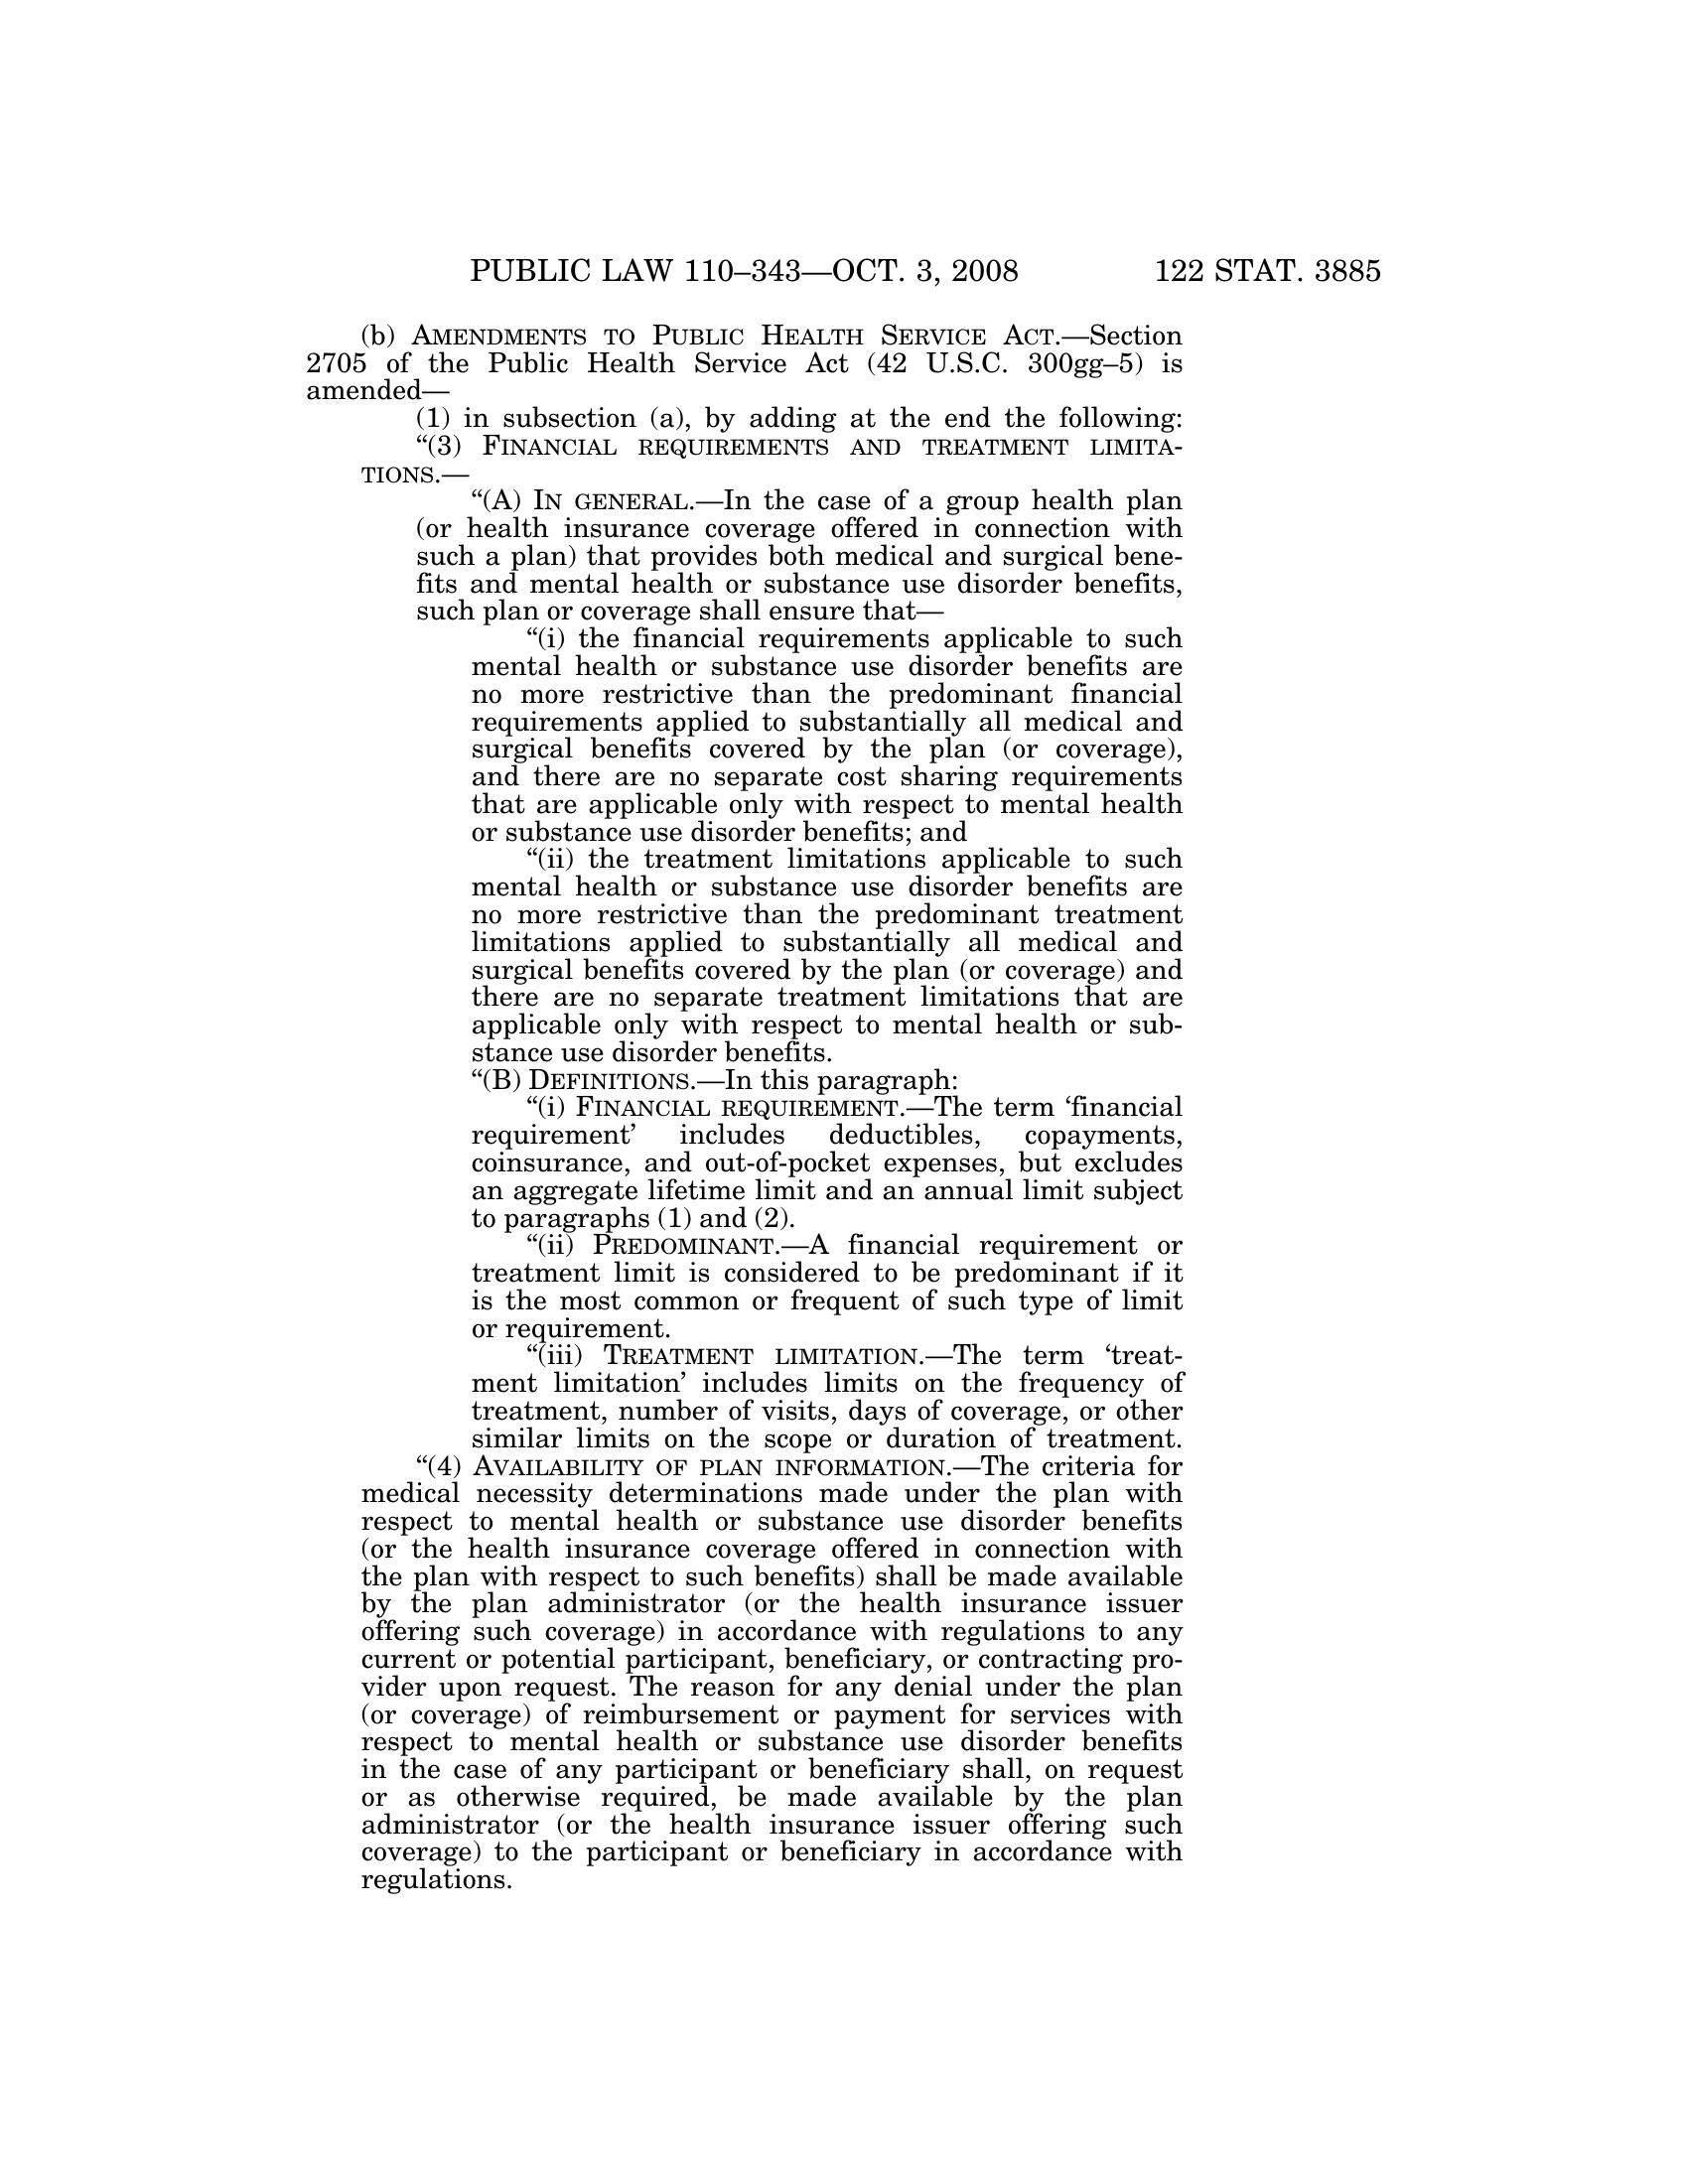 PUBLIC LAW 110–343—OCT. 3, 2008 122 STAT. 3885
(b) AMENDMENTS TO PUBLIC HEALTH SERVICE ACT.—Section
2705 of the Public Health Service Act (42 U.S.C. 300gg–5) is
amended—
(1) in subsection (a), by adding at the end the following:
“(3) FINANCIAL REQUIREMENTS AND TREATMENT LIMITA-
TIONS.—
“(A) IN GENERAL.—In the case of a group health plan
(or health insurance coverage offered in connection with
such a plan) that provides both medical and surgical bene-
fits and mental health or substance use disorder benefits,
such plan or coverage shall ensure that—
“(i) the financial requirements applicable to such
mental health or substance use disorder benefits are
no more restrictive than the predominant financial
requirements applied to substantially all medical and
surgical benefits covered by the plan (or coverage),
and there are no separate cost sharing requirements
that are applicable only with respect to mental health
or substance use disorder benefits; and
“(ii) the treatment limitations applicable to such
mental health or substance use disorder benefits are
no more restrictive than the predominant treatment
limitations applied to substantially all medical and
surgical benefits covered by the plan (or coverage) and
there are no separate treatment limitations that are
applicable only with respect to mental health or sub-
stance use disorder benefits.
“(B) DEFINITIONS.—In this paragraph:
“(i) FINANCIAL REQUIREMENT.—The term ‘financial
requirement’ includes deductibles, copayments,
coinsurance, and out-of-pocket expenses, but excludes
an aggregate lifetime limit and an annual limit subject
to paragraphs (1) and (2).
“(ii) PREDOMINANT.—A financial requirement or
treatment limit is considered to be predominant if it
is the most common or frequent of such type of limit
or requirement.
“(iii) TREATMENT LIMITATION.—The term ‘treat-
ment limitation’ includes limits on the frequency of
treatment, number of visits, days of coverage, or other
similar limits on the scope or duration of treatment.
“(4) AVAILABILITY OF PLAN INFORMATION.—The criteria for
medical necessity determinations made under the plan with
respect to mental health or substance use disorder benefits
(or the health insurance coverage offered in connection with
the plan with respect to such benefits) shall be made available
by the plan administrator (or the health insurance issuer
offering such coverage) in accordance with regulations to any
current or potential participant, beneficiary, or contracting pro-
vider upon request. The reason for any denial under the plan
(or coverage) of reimbursement or payment for services with
respect to mental health or substance use disorder benefits
in the case of any participant or beneficiary shall, on request
or as otherwise required, be made available by the plan
administrator (or the health insurance issuer offering such
coverage) to the participant or beneficiary in accordance with
regulations.